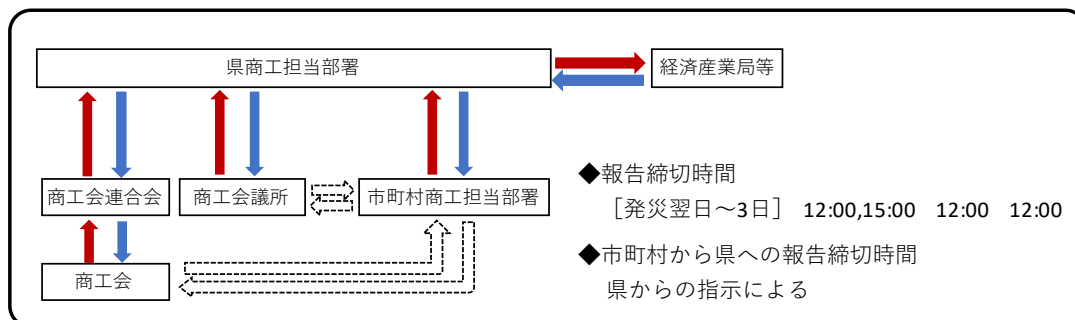 県商工担当部署
経済産業局等
商工会連合会
商工会議所
市町村商工担当部署
商工会
◆報告締切時間
［発災翌日～3日］ 12:00,15:00 12:00 12:00
◆市町村から県への報告締切時間
県からの指示による